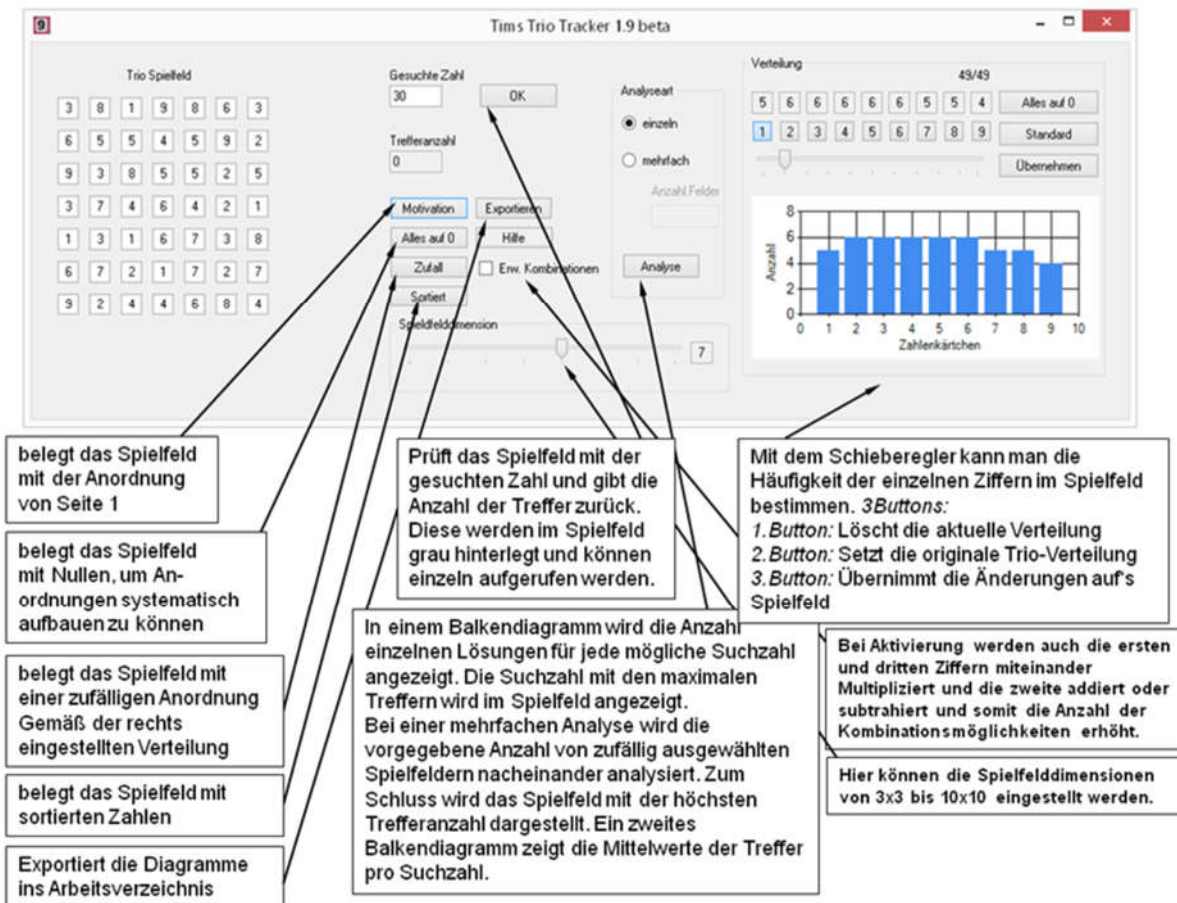 Tims Trio Tracker 1.9 beta
Trio Spielfeld
3 8 1 9 8 6 3
6 5 5 4 5 9 2
9 3 8 5 5 2 5
3 7 4 6 4 2 1
1 3 1 6 7 3 8
6 7 2 1 7 2 7
9 2 4 4 6 8 4
Gesuchte Zahl
30 OK
Trefferanzahl
0
Motivation Exportieren
Alles auf 0 Hilfe
Zufall Erw. Kombinationen
Sortiert
Spieldfelddimension
7
Analyseart
einzeln
mehrfach
Anzahl Felder
Analyse
Verteilung
49/49
5 6 6 6 6 6 5 5 4 Alles auf 0
1 2 3 4 5 6 7 8 9 Standard
Übernehmen
8
6
4
2
0
Anzahl
0 1 2 3 4 5 6 7 8 9 10
Zahlenkärtchen
belegt das Spielfeld
mit der Anordnung
von Seite 1
belegt das Spielfeld
mit Nullen, um An-
ordnungen systematisch
aufbauen zu können
belegt das Spielfeld mit
einer zufälligen Anordnung
Gemäß der rechts
eingestellten Verteilung
belegt das Spielfeld mit
sortierten Zahlen
Exportiert die Diagramme
ins Arbeitsverzeichnis
Prüft das Spielfeld mit der
gesuchten Zahl und gibt die
Anzahl der Treffer zurück.
Diese werden im Spielfeld
grau hinterlegt und können
einzeln aufgerufen werden.
In einem Balkendiagramm wird die Anzahl
einzelnen Lösungen für jede mögliche Suchzahl
angezeigt. Die Suchzahl mit den maximalen
Treffern wird im Spielfeld angezeigt.
Bei einer mehrfachen Analyse wird die
vorgegebene Anzahl von zufällig ausgewählten
Spielfeldern nacheinander analysiert. Zum
Schluss wird das Spielfeld mit der höchsten
Trefferanzahl dargestellt. Ein zweites
Balkendiagramm zeigt die Mittelwerte der Treffer
pro Suchzahl.
Mit dem Schieberegler kann man die
Häufigkeit der einzelnen Ziffern im Spielfeld
bestimmen. 3Buttons:
1.Button: Löscht die aktuelle Verteilung
2.Button: Setzt die originale Trio-Verteilung
3.Button: Übernimmt die Änderungen auf's
Spielfeld
Bei Aktivierung werden auch die ersten
und dritten Ziffern miteinander
Multipliziert und die zweite addiert oder
subtrahiert und somit die Anzahl der
Kombinationsmöglichkeiten erhöht.
Hier können die Spielfelddimensionen
von 3x3 bis 10x10 eingestellt werden.